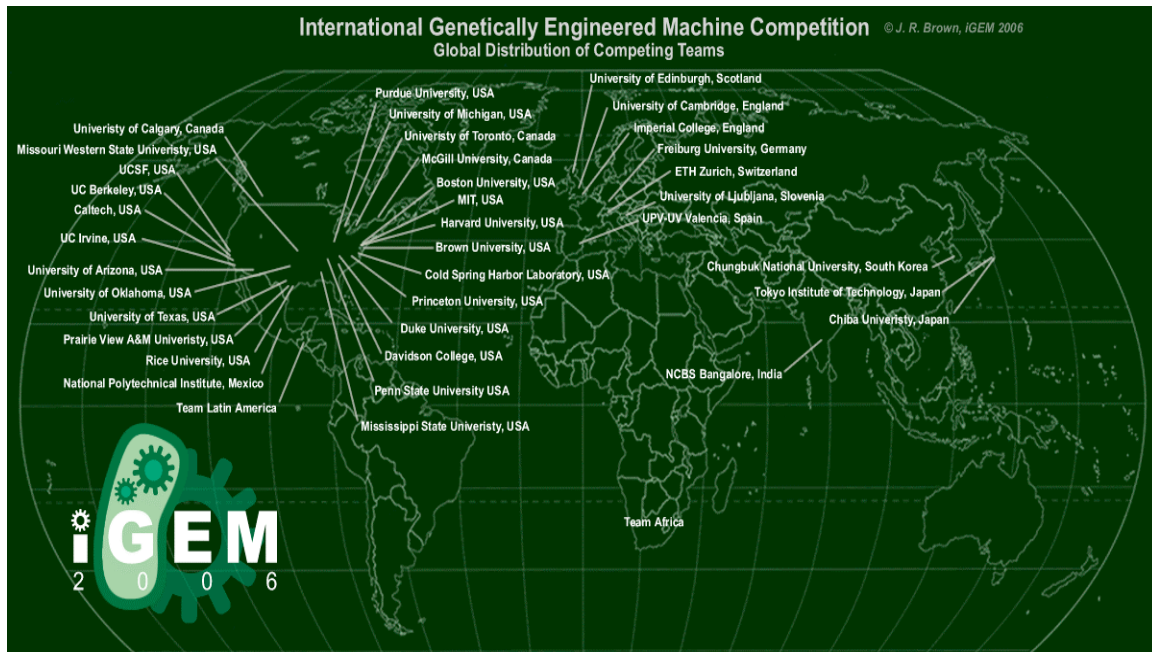 International Genetically Engineered Machine Competition
© J. R. Brown, iGEM 2006
Global Distribution of Competing Teams
Purdue University, USA
University of Michigan, USA
Univeristy of Toronto, Canada
McGill University, Canada
Boston University, USA
MIT, USA
Harvard University, USA
Brown University, USA
Cold Spring Harbor Laboratory, USA
Princeton University, USA
Duke University, USA
Davidson College, USA
Penn State University USA
Mississippi State Univeristy, USA
Univeristy of Calgary, Canada
Missouri Western State Univeristy, USA
UCSF, USA
UC Berkeley, USA
Caltech, USA
UC Irvine, USA
University of Arizona, USA
University of Oklahoma, USA
University of Texas, USA
Prairie View A&M Univeristy, USA
Rice University, USA
National Polytechnical Institute, Mexico
Team Latin America
University of Edinburgh, Scotland
University of Cambridge, England
Imperial College, England
Freiburg University, Germany
ETH Zurich, Switzerland
University of Ljubljana, Slovenia
UPV-UV Valencia, Spain
Chungbuk National University, South Korea
Tokyo Institute of Technology, Japan
Chiba Univeristy, Japan
NCBS Bangalore, India
Team Africa
iGEM
2006